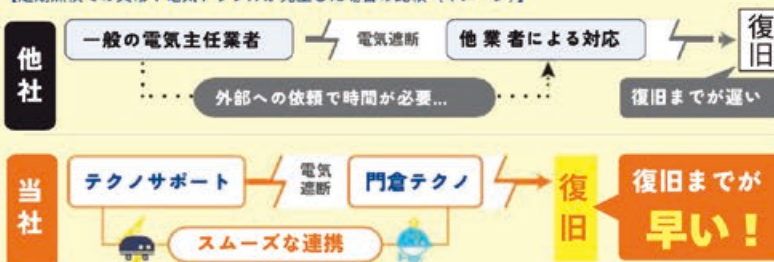 他社
一般の電気主任業者
電気遮断
他業者による対応
復旧
外部への依頼で時間が必要...
復旧までが遅い
当社
テクノサポート
電気
遮断
門倉テクノ
復旧
復旧までが
早い！
スムーズな連携